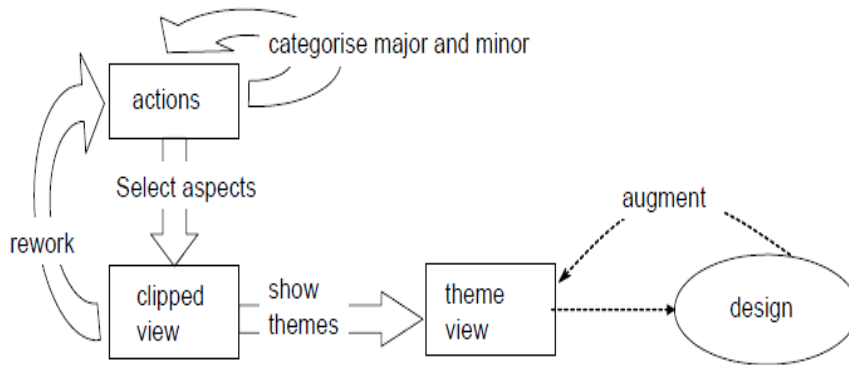 categorise major and minor
actions
Select aspects
augment
rework
clipped
view
show
themes
theme
view
design